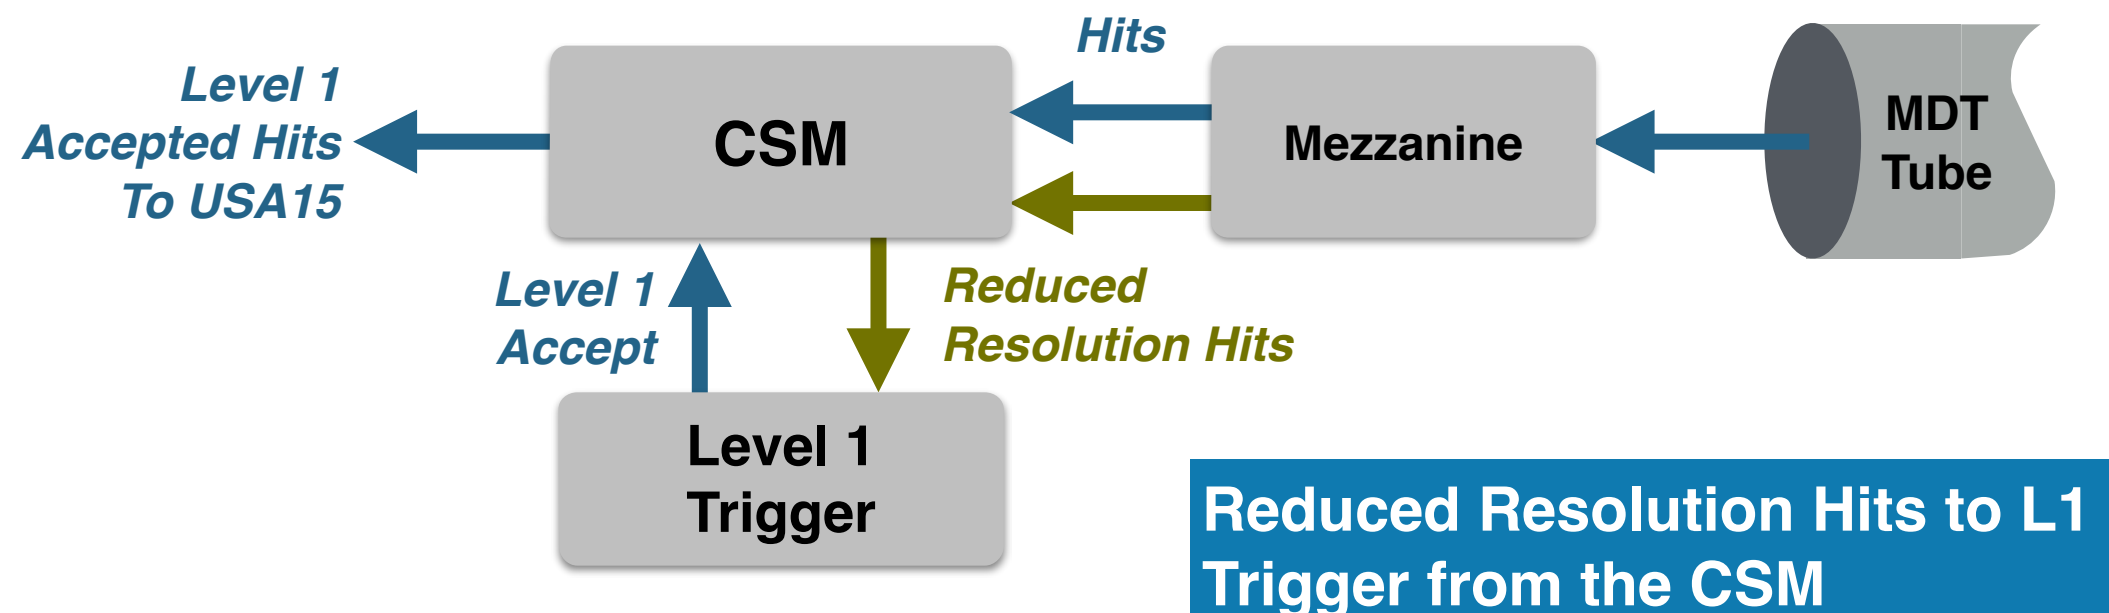 Level 1
Accepted Hits
To USA15
CSM
Hits
Mezzanine
MDT
Tube
Level 1
Accept
Reduced
Resolution Hits
Level 1
Trigger
Reduced Resolution Hits to L1
Trigger from the CSM